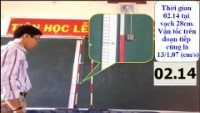 TIÊN HỌC LỄ
Thời gian
02.14 tại
vạch 28cm.
Vận tốc trên
đoạn tiếp
cũng là
13/1,07 (cm/s)
02.14